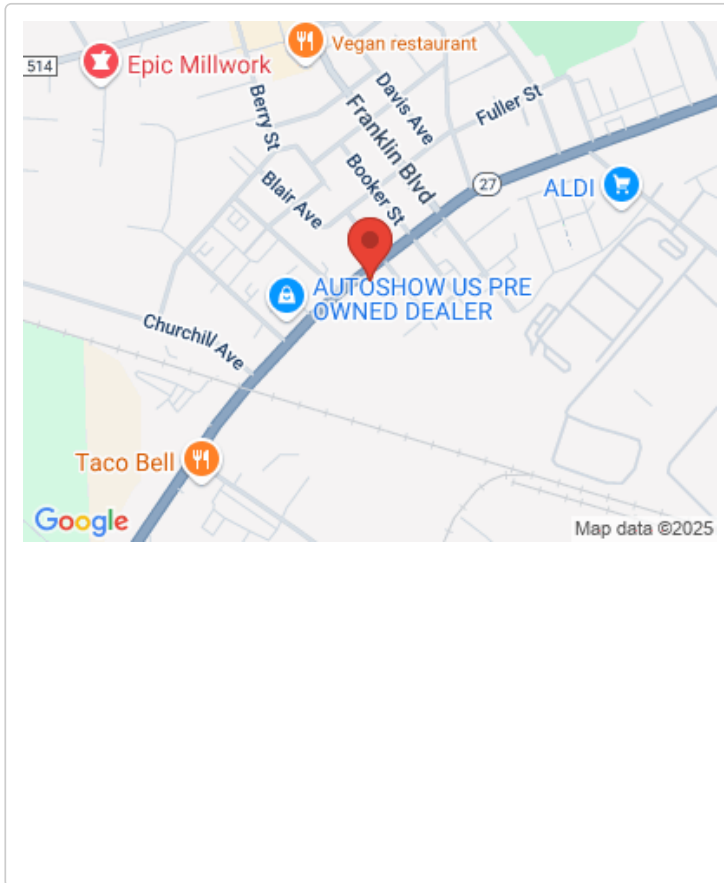 Vegan restaurant
514
Epic Millwork
Davis Ave
Berry St
Franklin Blvd
Fuller St
Booker St
Blair Ave
27
ALDI
AUTOSHOW US PRE
OWNED DEALER
Churchill Ave
Taco Bell
Google
Map data ©2025